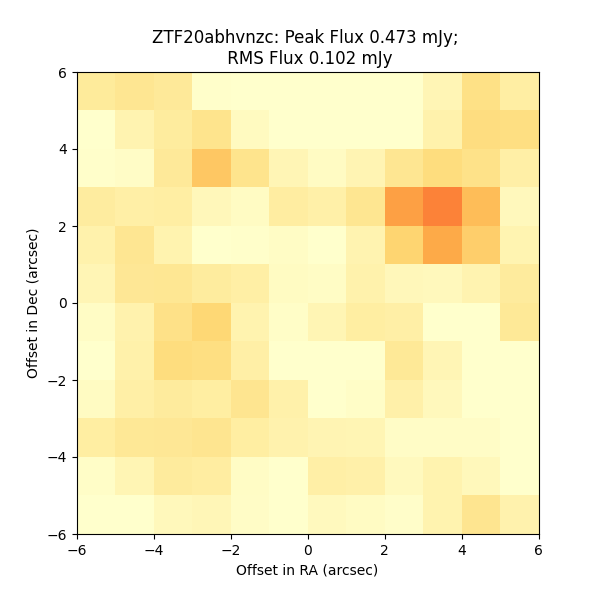 ZTF20abhvnzc: Peak Flux 0.473 mJy;
RMS Flux 0.102 mJy
6
4
2
0
−2
−4
−6
Offset in Dec (arcsec)
−6 −4 −2 0 2 4 6
Offset in RA (arcsec)